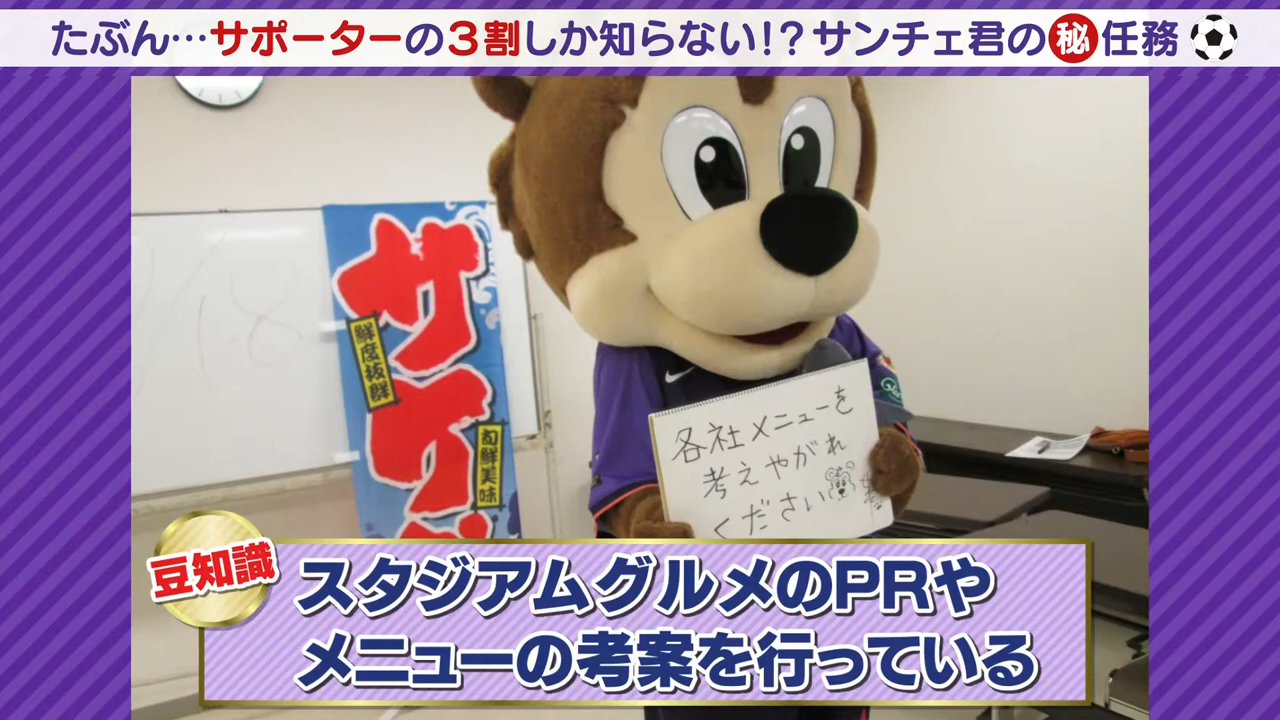 たぶん…サポーターの3割しか知らない!?サンチェ君の㊙任務
サーモン
鮮度抜群
旬鮮美味
各社メニューを
考えやがれ
ください
豆知識
スタジアムグルメのPRや
メニューの考案を行っている